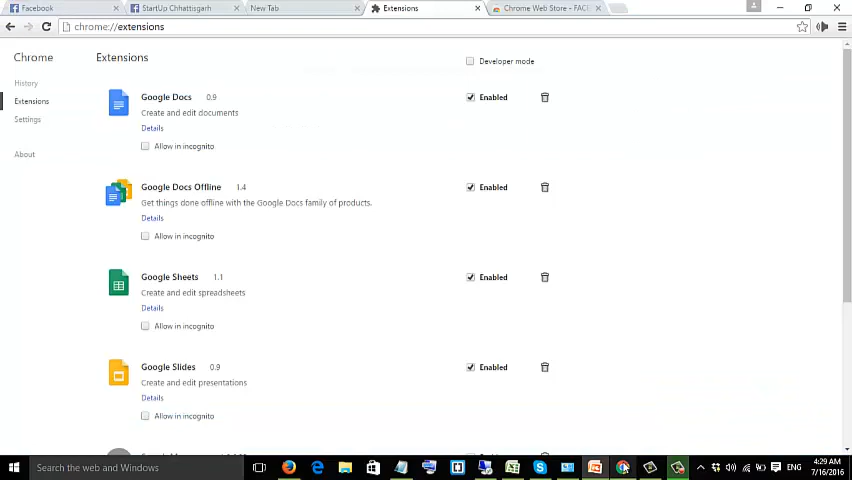 Facebook
StartUp Chhattisgarh
New Tab
Extensions
Chrome Web Store - FACE
chrome://extensions
Chrome
Extensions
Developer mode
History
Extensions
Settings
About
Google Docs 0.9
Enabled
Create and edit documents
Details
Allow in incognito
Google Docs Offline 1.4
Enabled
Get things done offline with the Google Docs family of products.
Details
Allow in incognito
Google Sheets 1.1
Enabled
Create and edit spreadsheets
Details
Allow in incognito
Google Slides 0.9
Enabled
Create and edit presentations
Details
Allow in incognito
Search the web and Windows
ENG
4:29 AM
7/16/2016